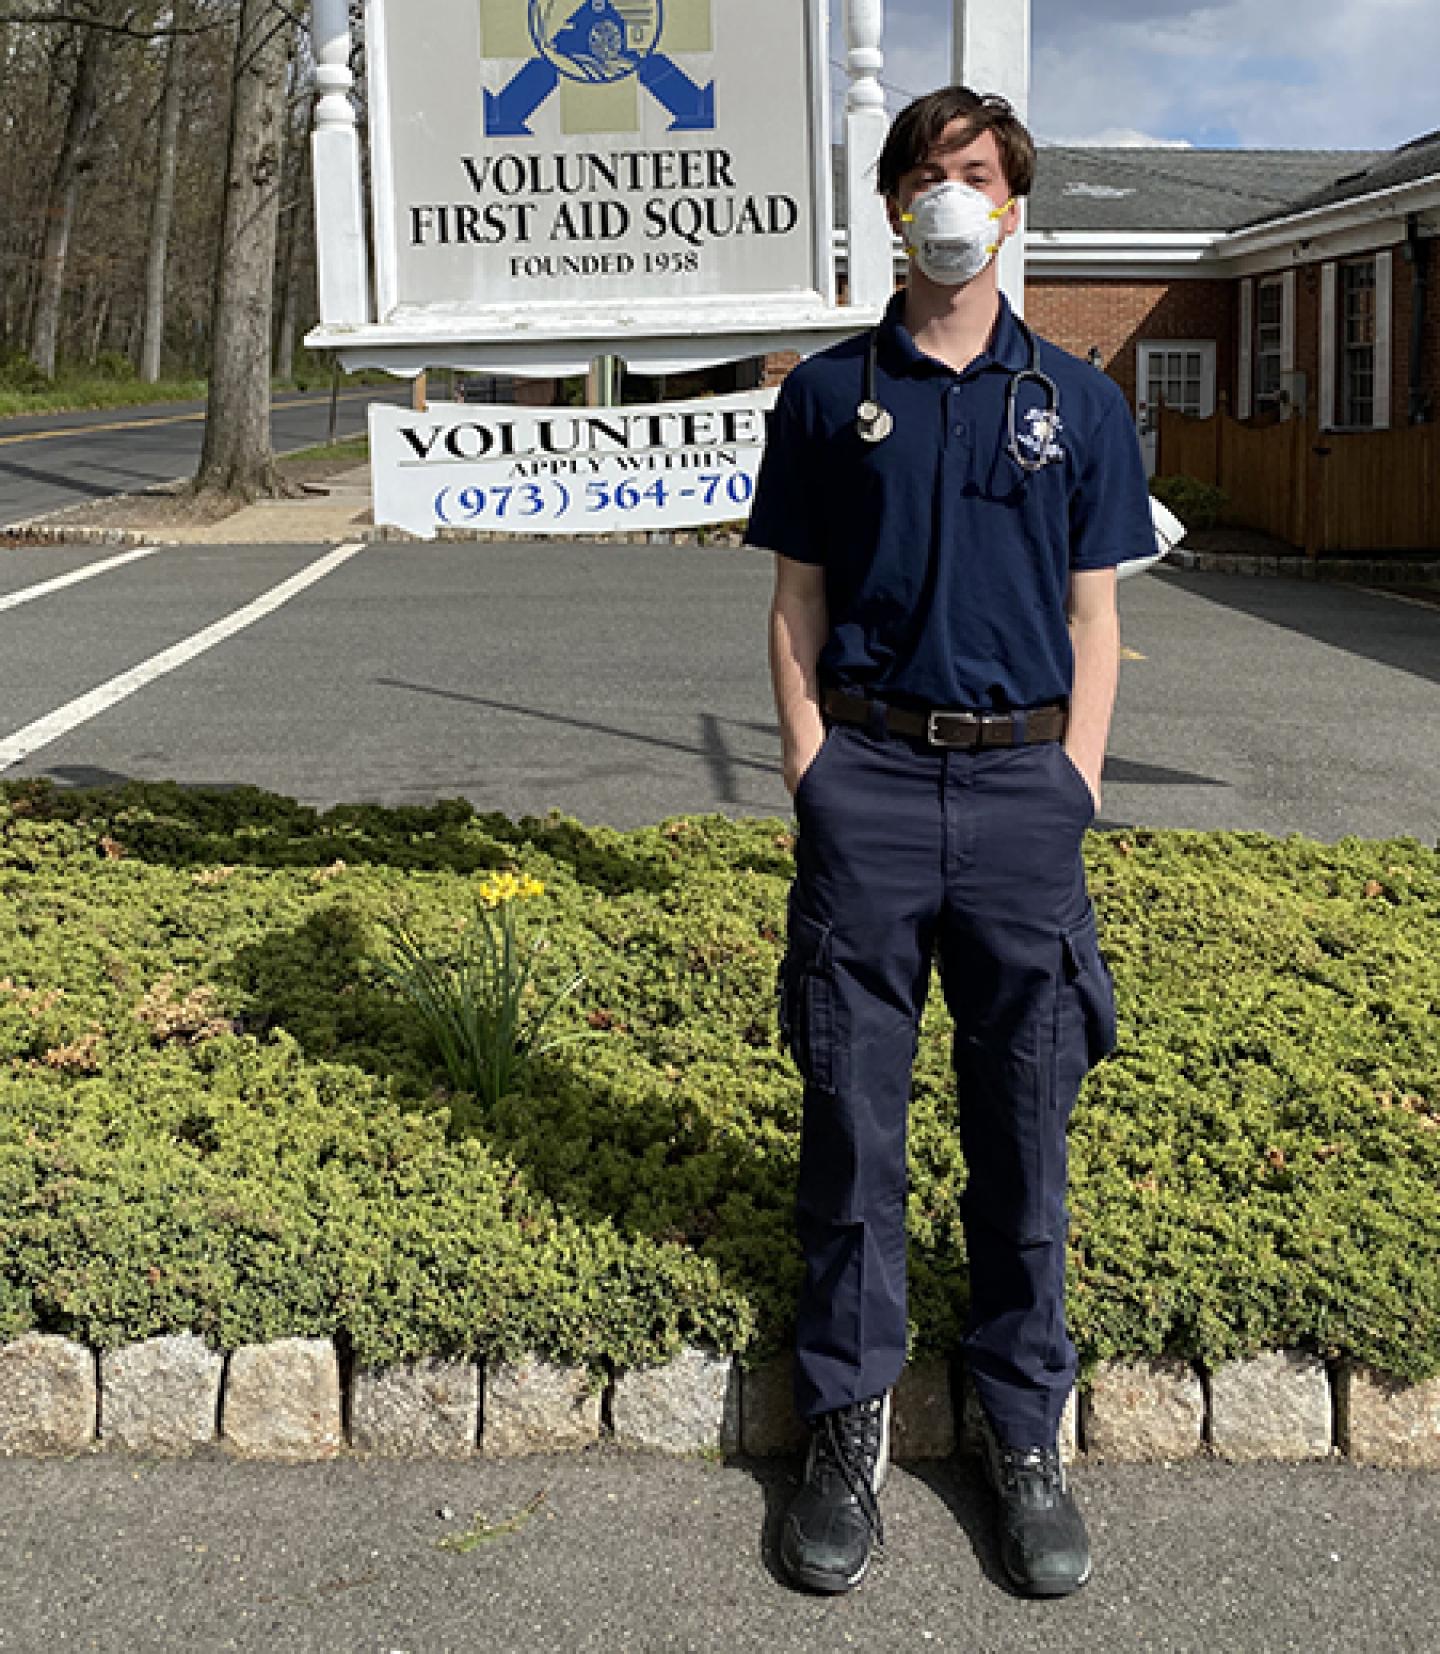 VOLUNTEER
FIRST AID SQUAD
FOUNDED 1958
VOLUNTEE
APPLY WITHIN
(973) 564-70